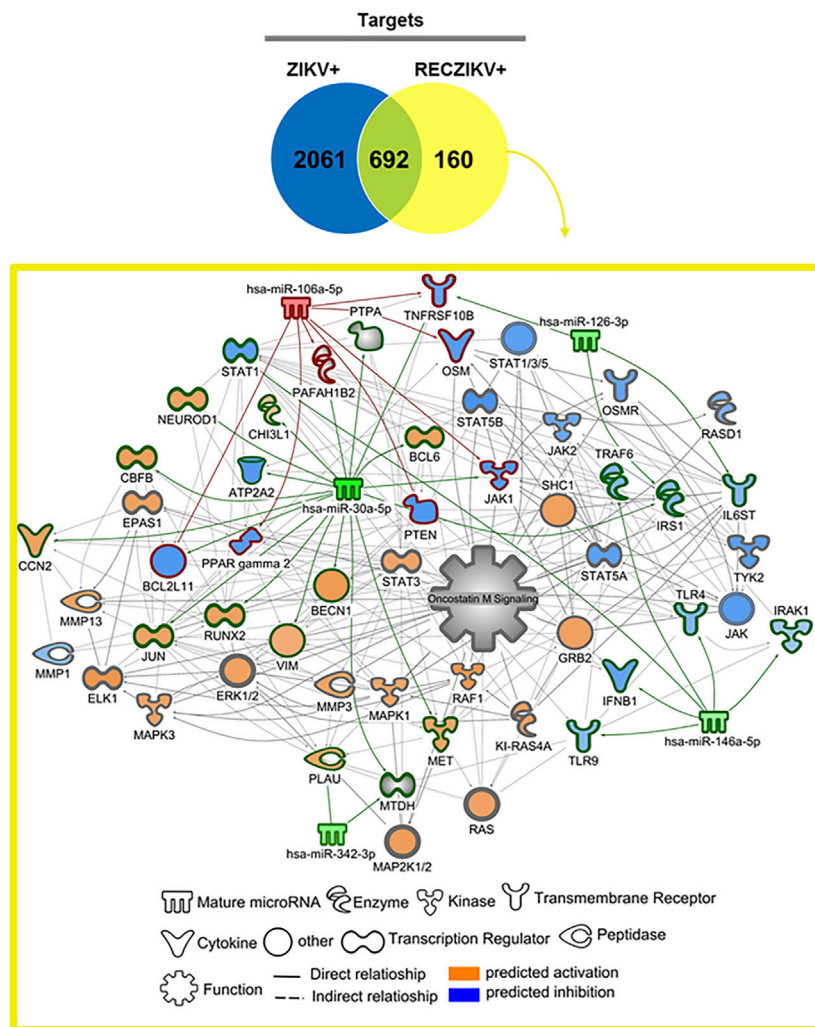 Targets
ZIKV+ RECZIKV+
2061 692 160
hsa-miR-106a-5p
TNFRSF10B
PTPA
hsa-miR-126-3p
STAT1
OSM
STAT1/3/5
PAFAH1B2
OSMR
NEUROD1
CHI3L1
STAT5B
RASD1
JAK2
BCL6
TRAF6
CBFB
ATP2A2
JAK1
SHC1
hsa-miR-30a-5p
IRS1
IL6ST
EPAS1
PTEN
CCN2
BCL2L11
PPAR gamma 2
STAT3
STAT5A
TYK2
BECN1
Oncostatin M Signaling
TLR4
IRAK1
MMP13
JUN
RUNX2
JAK
VIM
GRB2
MMP1
ELK1
ERK1/2
RAF1
IFNB1
MMP3
MAPK1
MAPK3
KI-RAS4A
hsa-miR-146a-5p
MET
TLR9
PLAU
MTDH
RAS
hsa-miR-342-3p
MAP2K1/2
Mature microRNA Enzyme Kinase Transmembrane Receptor
Cytokine other Transcription Regulator Peptidase
Function Direct relatioship predicted activation
Indirect relatioship predicted inhibition